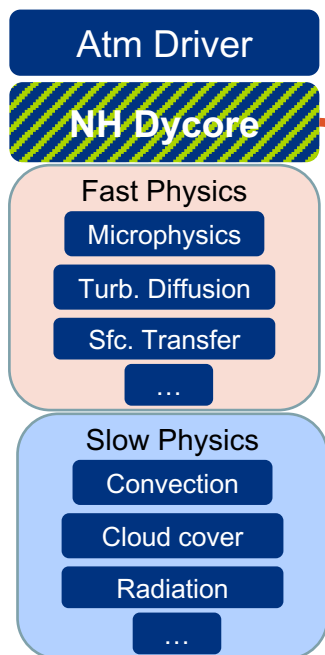 Atm Driver
NH Dycore
Fast Physics
Microphysics
Turb. Diffusion
Sfc. Transfer
...
Slow Physics
Convection
Cloud cover
Radiation
...